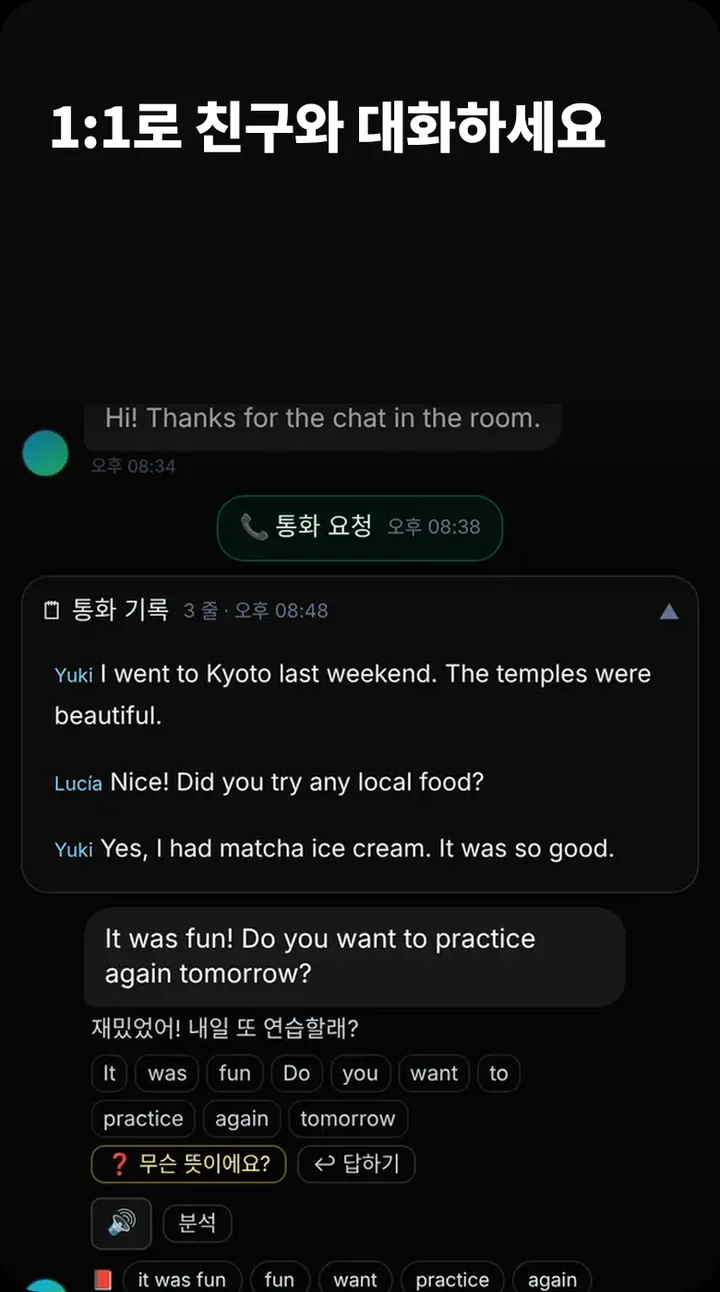 1:1로 친구와 대화하세요
Hi! Thanks for the chat in the room.
오후 08:34
통화 요청 오후 08:38
통화 기록 3 줄 · 오후 08:48
Yuki I went to Kyoto last weekend. The temples were
beautiful.
Lucía Nice! Did you try any local food?
Yuki Yes, I had matcha ice cream. It was so good.
It was fun! Do you want to practice
again tomorrow?
재밌었어! 내일 또 연습할래?
It was fun Do you want to
practice again tomorrow
❓ 무슨 뜻이에요? ↩ 답하기
분석
it was fun fun want practice again